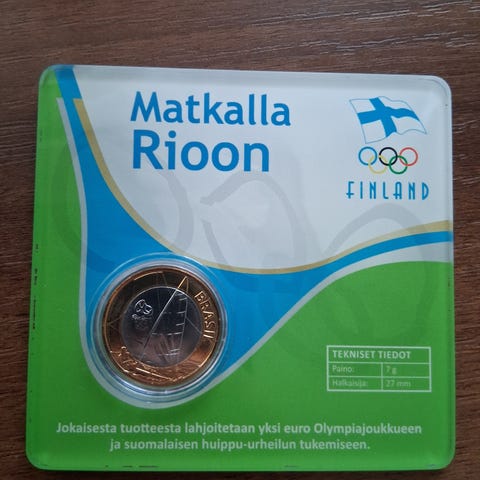 Matkalla
Rioon
FINLAND
BRASIL
TEKNISET TIEDOT
Paino: 7 g
Halkaisija: 27 mm
Jokaisesta tuotteesta lahjoitetaan yksi euro Olympiajoukkueen
ja suomalaisen huippu-urheilun tukemiseen.